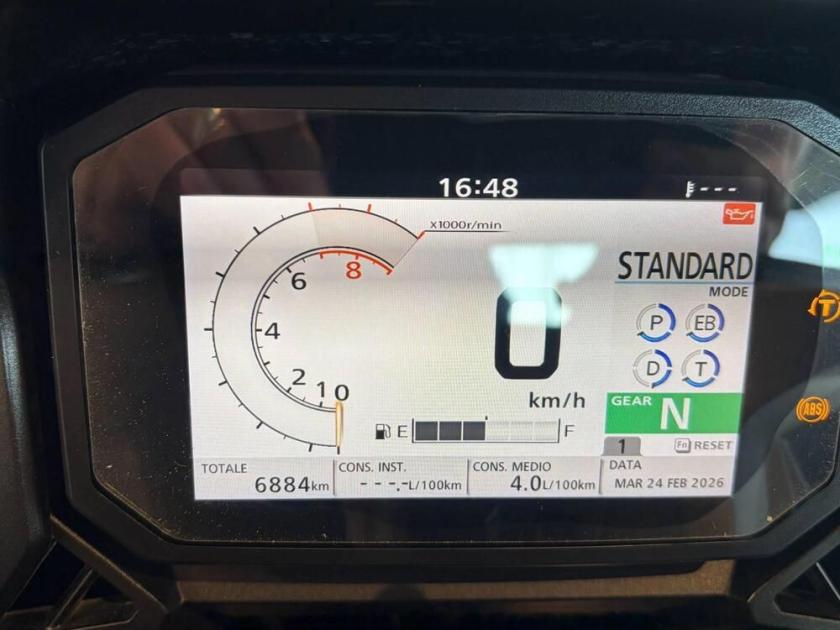 16:48
---
x1000r/min
STANDARD
MODE
8
6
4
2
1
0
P
EB
D
T
T
0
km/h
ABS
GEAR N
E
F
1
Fn RESET
TOTALE
6884km
CONS. INST.
---.-L/100km
CONS. MEDIO
4.0L/100km
DATA
MAR 24 FEB 2026